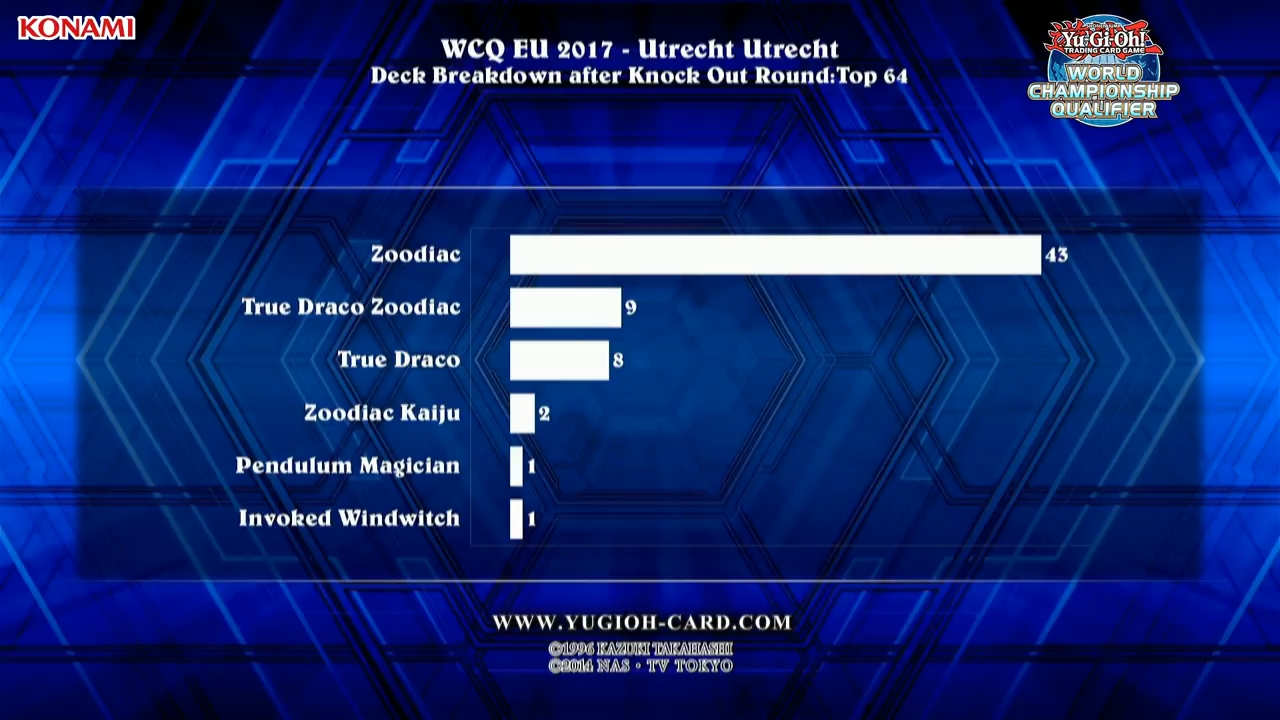 KONAMI
WCQ EU 2017 - Utrecht Utrecht
Deck Breakdown after Knock Out Round:Top 64
Yu-Gi-Oh!
TRADING CARD GAME
WORLD
CHAMPIONSHIP
QUALIFIER
Zoodiac 43
True Draco Zoodiac 9
True Draco 8
Zoodiac Kaiju 2
Pendulum Magician 1
Invoked Windwitch 1
WWW.YUGIOH-CARD.COM
©1996 KAZUKI TAKAHASHI
©2014 NAS • TV TOKYO